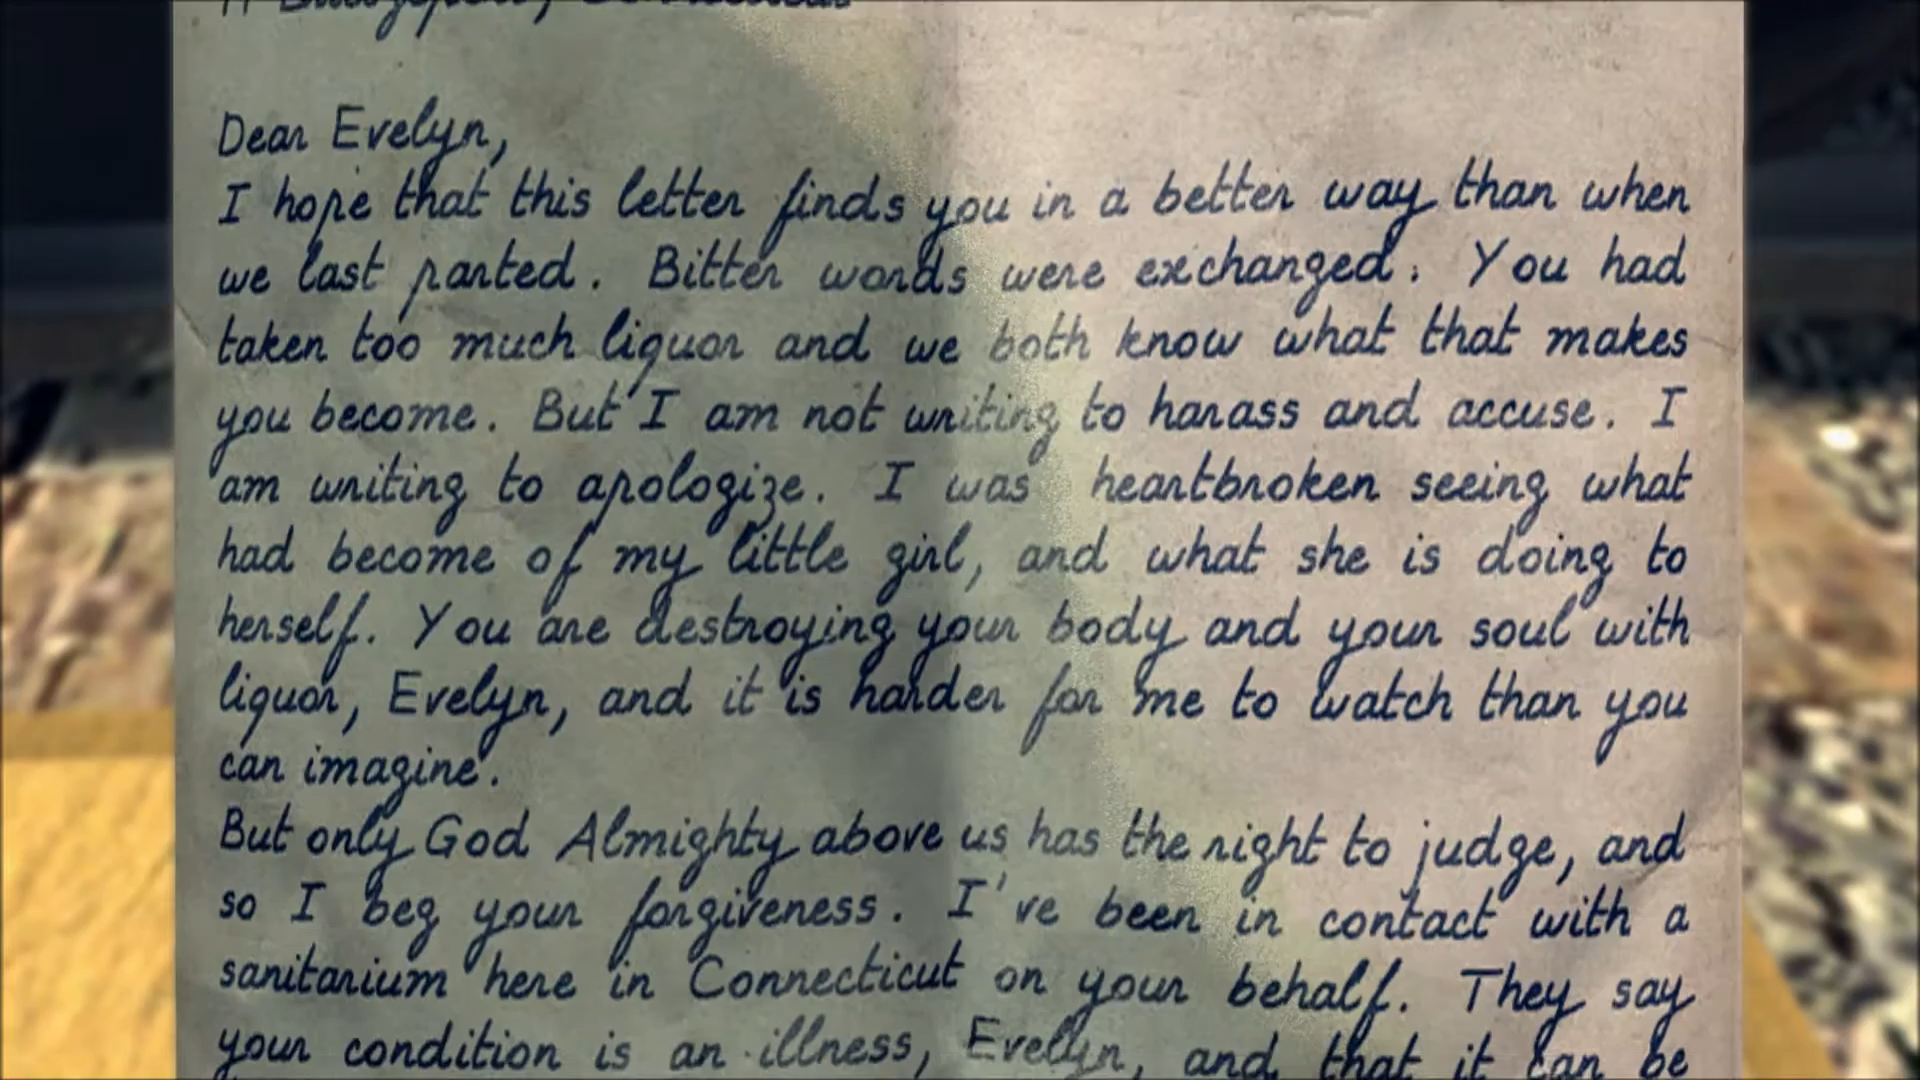 Dear Evelyn,
I hope that this letter finds you in a better way than when
we last parted. Bitter words were exchanged. You had
taken too much liquor and we both know what that makes
you become. But I am not writing to harass and accuse. I
am writing to apologize. I was heartbroken seeing what
had become of my little girl, and what she is doing to
herself. You are destroying your body and your soul with
liquor, Evelyn, and it is harder for me to watch than you
can imagine.
But only God Almighty above us has the right to judge, and
so I beg your forgiveness. I've been in contact with a
sanitarium here in Connecticut on your behalf. They say
your condition is an illness, Evelyn, and that it can be